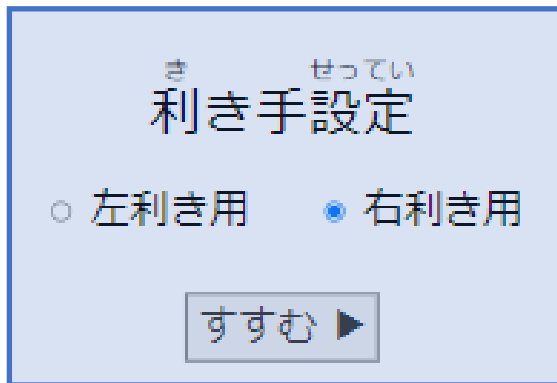 き せってい
利き手設定
左利き用 右利き用
すすむ ▶